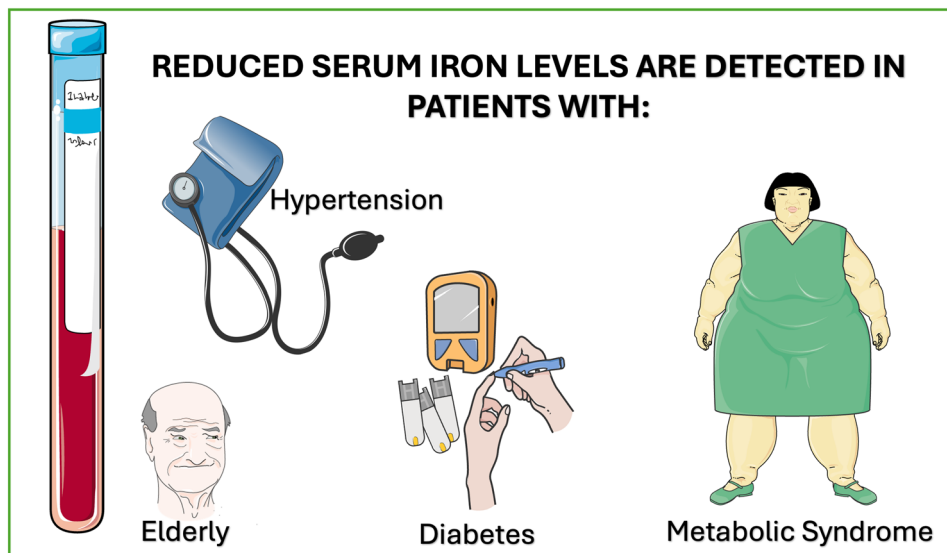 REDUCED SERUM IRON LEVELS ARE DETECTED IN
PATIENTS WITH:
Hypertension
Elderly
Diabetes
Metabolic Syndrome